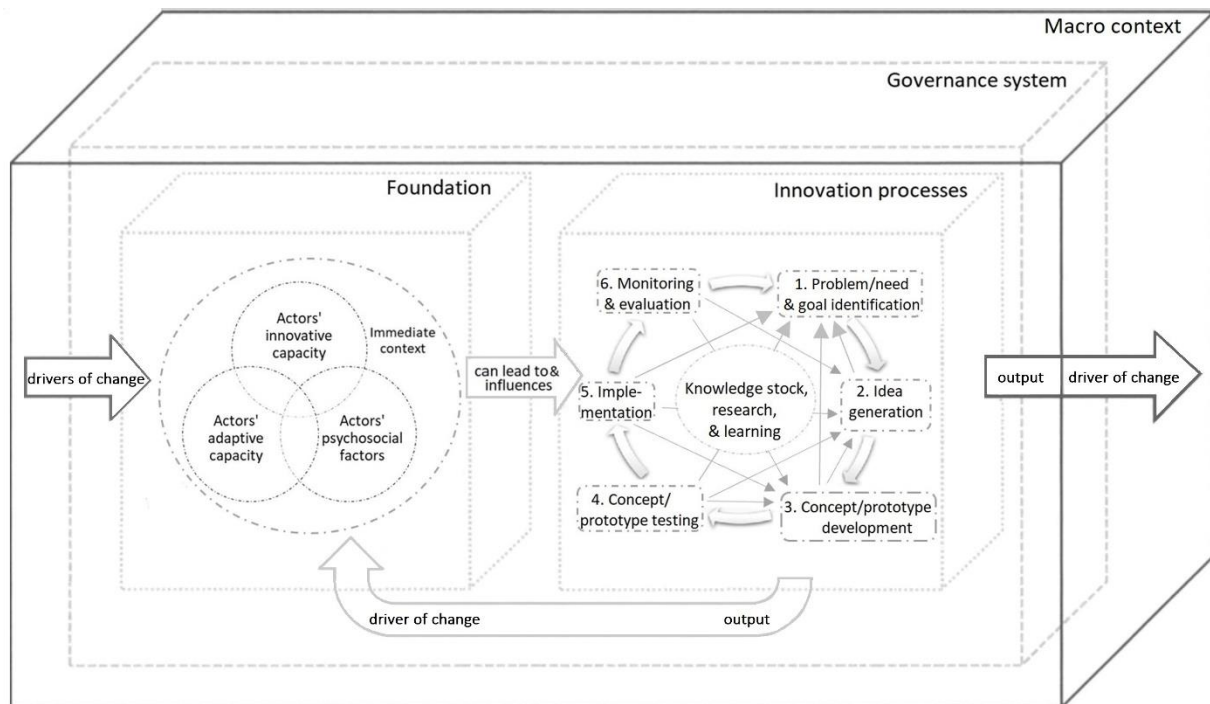 Macro context
Governance system
Foundation
Innovation processes
drivers of change
Actors'
innovative
capacity
Immediate
context
Actors'
adaptive
capacity
Actors'
psychosocial
factors
can lead to &
influences
1. Problem/need
& goal identification
2. Idea
generation
3. Concept/prototype
development
4. Concept/
prototype testing
5. Imple-
mentation
6. Monitoring
& evaluation
Knowledge stock,
research,
& learning
output
driver of change
driver of change
output